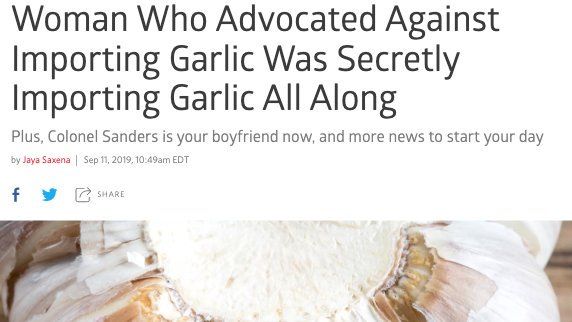 Woman Who Advocated Against
Importing Garlic Was Secretly
Importing Garlic All Along
Plus, Colonel Sanders is your boyfriend now, and more news to start your day
by Jaya Saxena | Sep 11, 2019, 10:49am EDT
SHARE